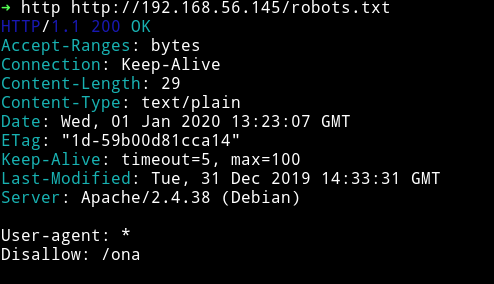 ➜ http http://192.168.56.145/robots.txt
HTTP/1.1 200 OK
Accept-Ranges: bytes
Connection: Keep-Alive
Content-Length: 29
Content-Type: text/plain
Date: Wed, 01 Jan 2020 13:23:07 GMT
ETag: "1d-59b00d81cca14"
Keep-Alive: timeout=5, max=100
Last-Modified: Tue, 31 Dec 2019 14:33:31 GMT
Server: Apache/2.4.38 (Debian)

User-agent: *
Disallow: /ona